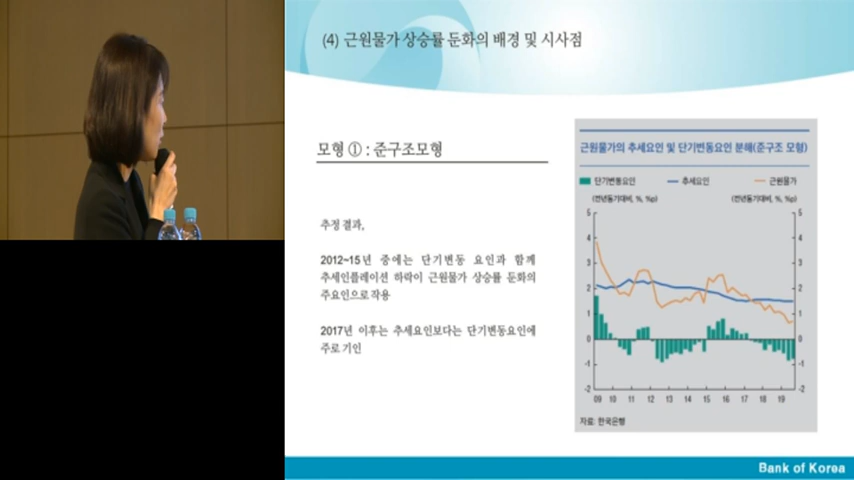 (4) 근원물가 상승률 둔화의 배경 및 시사점
모형 ① : 준구조모형
추정 결과,
2012~15년 중에는 단기변동 요인과 함께
추세인플레이션 하락이 근원물가 상승률 둔화의
주요인으로 작용
2017년 이후는 추세요인보다는 단기변동요인에
주로 기인
근원물가의 추세요인 및 단기변동요인 분해(준구조 모형)
단기변동요인 추세요인 근원물가
(전년동기대비, %, %p) (전년동기대비, %, %p)
5 5
4 4
3 3
2 2
1 1
0 0
-1 -1
-2 -2
09 10 11 12 13 14 15 16 17 18 19
자료: 한국은행
Bank of Korea